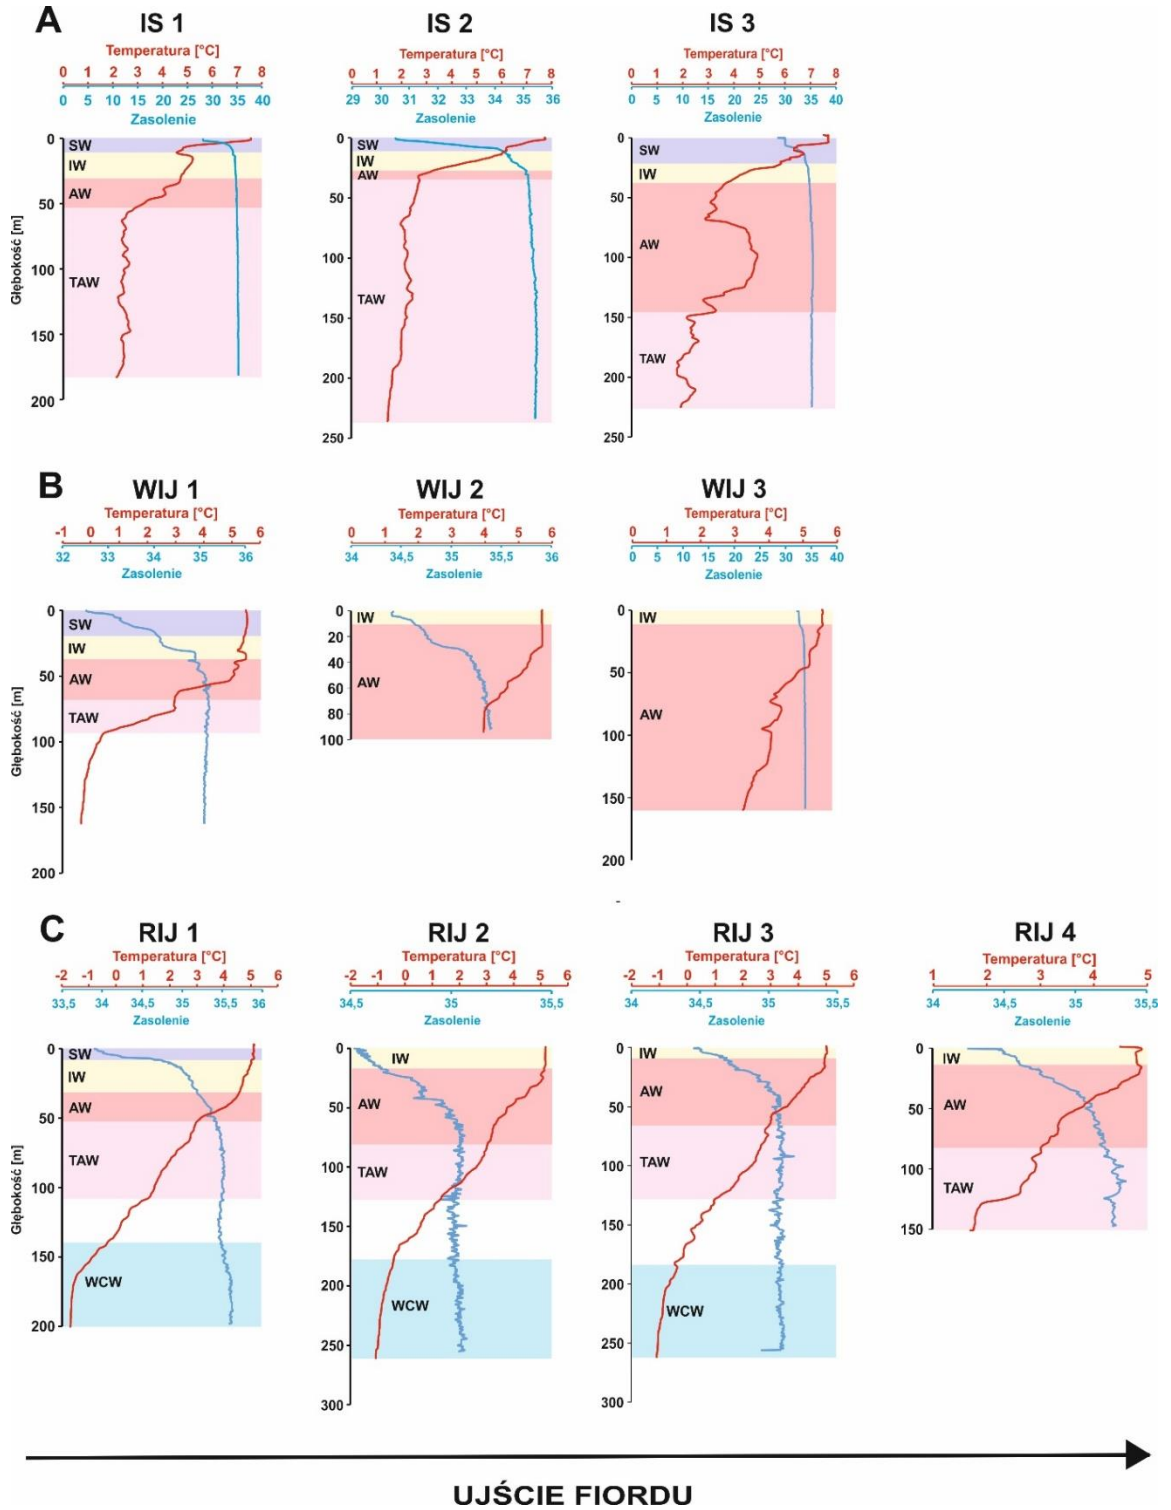 A
IS 1
IS 2
IS 3
Temperatura [°C]
Temperatura [°C]
Temperatura [°C]
0 1 2 3 4 5 6 7 8
0 1 2 3 4 5 6 7 8
0 1 2 3 4 5 6 7 8
0 5 10 15 20 25 30 35 40
29 30 31 32 33 34 35 36
0 5 10 15 20 25 30 35 40
Zasolenie
Zasolenie
Zasolenie
Głębokość [m]
0
50
100
150
200
SW
IW
AW
TAW
0
50
100
150
200
250
SW
IW
AW
TAW
0
50
100
150
200
250
SW
IW
AW
TAW
B
WIJ 1
WIJ 2
WIJ 3
Temperatura [°C]
Temperatura [°C]
Temperatura [°C]
-1 0 1 2 3 4 5 6
0 1 2 3 4 5 6
0 1 2 3 4 5 6
32 33 34 35 36
34 34,5 35 35,5 36
0 5 10 15 20 25 30 35 40
Zasolenie
Zasolenie
Zasolenie
Głębokość [m]
0
50
100
150
200
SW
IW
AW
TAW
0
20
40
60
80
100
IW
AW
0
50
100
150
200
IW
AW
-
C
RIJ 1
RIJ 2
RIJ 3
RIJ 4
Temperatura [°C]
Temperatura [°C]
Temperatura [°C]
Temperatura [°C]
-2 -1 0 1 2 3 4 5 6
-2 -1 0 1 2 3 4 5 6
-2 -1 0 1 2 3 4 5 6
1 2 3 4 5
33,5 34 34,5 35 35,5 36
34,5 35 35,5
34 34,5 35 35,5
34 34,5 35 35,5
Zasolenie
Zasolenie
Zasolenie
Zasolenie
Głębokość [m]
0
50
100
150
200
SW
IW
AW
TAW
WCW
0
50
100
150
200
250
300
IW
AW
TAW
WCW
0
50
100
150
200
250
300
IW
AW
TAW
WCW
0
50
100
150
IW
AW
TAW
UJŚCIE FIORDU